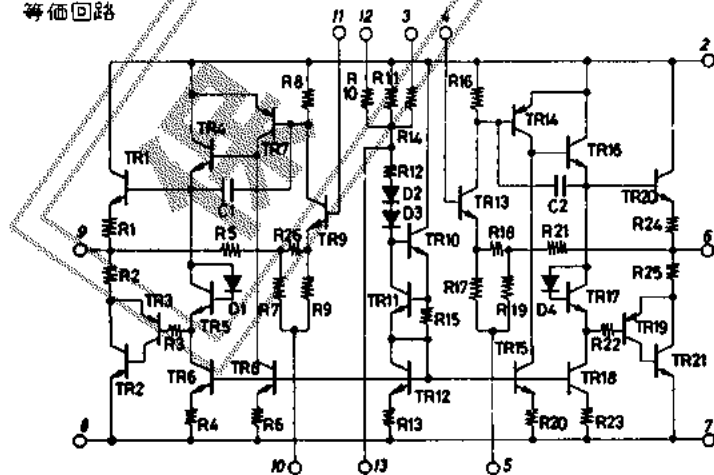 等価回路
11 12 3 4
2
R8 R10 R11 R16
TR4 TR7 R14 TR14
TR1 R12 TR16
D2 TR13
C1 D3 C2 TR20
R1 TR9 TR10 R24
9 R5 R26 R18 R21 6
R2 R25
TR3 D1 R7 R9 TR11 R17 R19 D4 TR17
R3 TR5 R15 R22 TR19
TR2 TR6 TR8 TR12 TR15 TR18 TR21
R4 R6 R13 R20 R23
8 7
10 13 5